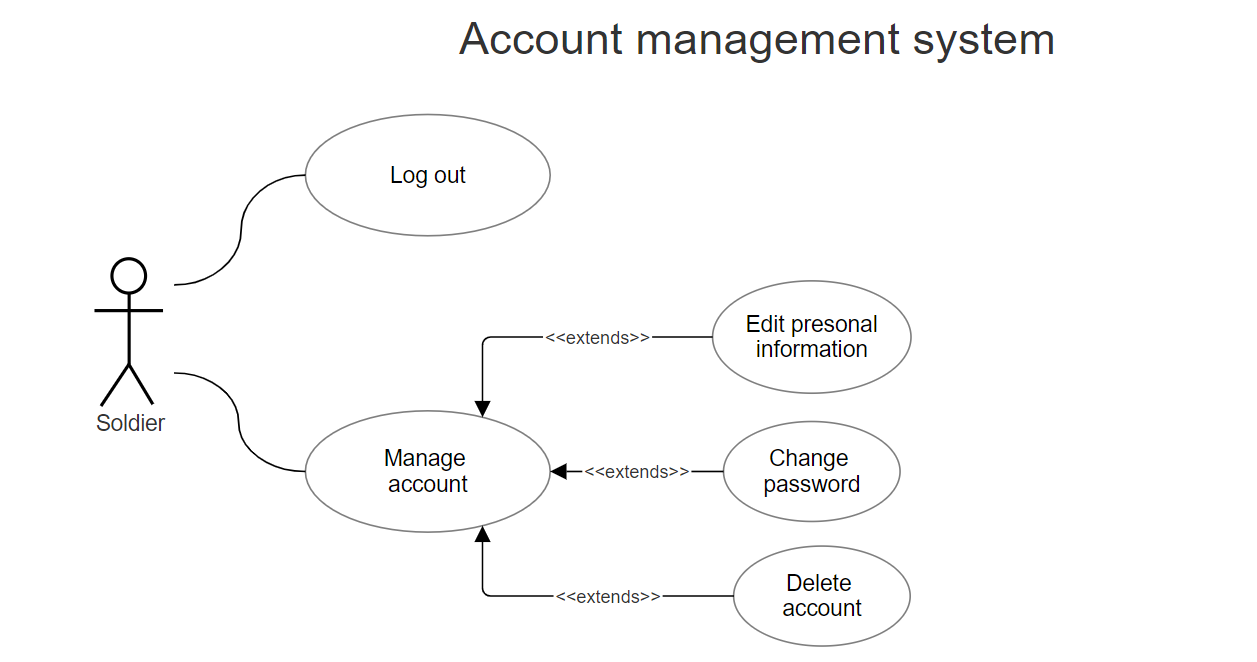 Account management system
Log out
Edit presonal
information
<<extends>>
Soldier
Manage
account
<<extends>>
Change
password
<<extends>>
Delete
account